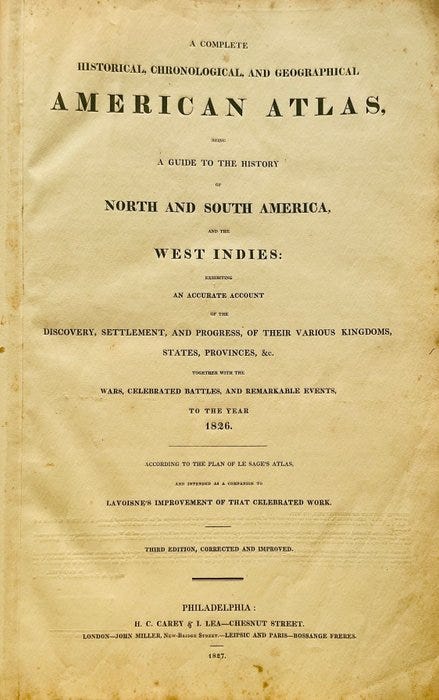 A COMPLETE
HISTORICAL, CHRONOLOGICAL, AND GEOGRAPHICAL
AMERICAN ATLAS,
BEING
A GUIDE TO THE HISTORY
OF
NORTH AND SOUTH AMERICA,
AND THE
WEST INDIES:
EXHIBITING
AN ACCURATE ACCOUNT
OF THE
DISCOVERY, SETTLEMENT, AND PROGRESS, OF THEIR VARIOUS KINGDOMS,
STATES, PROVINCES, &c.
TOGETHER WITH THE
WARS, CELEBRATED BATTLES, AND REMARKABLE EVENTS,
TO THE YEAR
1826.
ACCORDING TO THE PLAN OF LE SAGE'S ATLAS,
AND INTENDED AS A COMPANION TO
LAVOISNE'S IMPROVEMENT OF THAT CELEBRATED WORK.
THIRD EDITION, CORRECTED AND IMPROVED.
PHILADELPHIA:
H. C. CAREY & I. LEA—CHESNUT STREET.
LONDON—JOHN MILLER, NEW-BRIDGE STREET.—LEIPSIC AND PARIS—BOSSANGE FRERES.
1827.